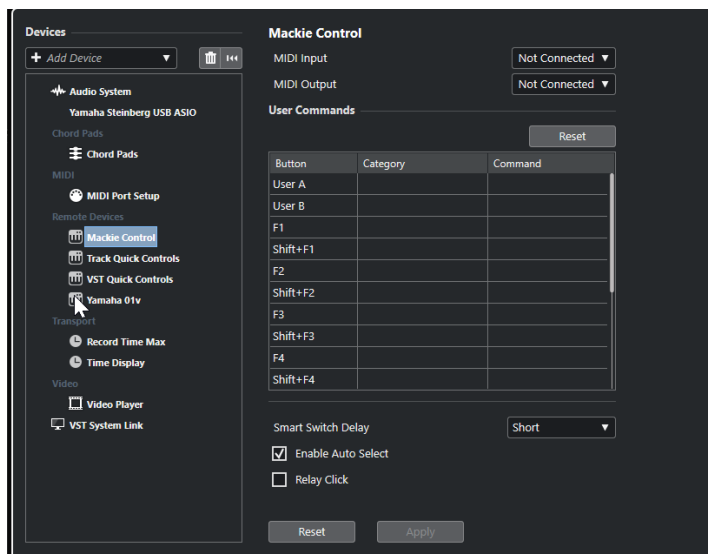 Devices
+ Add Device
Audio System
Yamaha Steinberg USB ASIO
Chord Pads
Chord Pads
MIDI
MIDI Port Setup
Remote Devices
Mackie Control
Track Quick Controls
VST Quick Controls
Yamaha 01v
Transport
Record Time Max
Time Display
Video
Video Player
VST System Link
Mackie Control
MIDI Input Not Connected
MIDI Output Not Connected
User Commands
Reset
Button Category Command
User A
User B
F1
Shift+F1
F2
Shift+F2
F3
Shift+F3
F4
Shift+F4
Smart Switch Delay Short
Enable Auto Select
Relay Click
Reset Apply